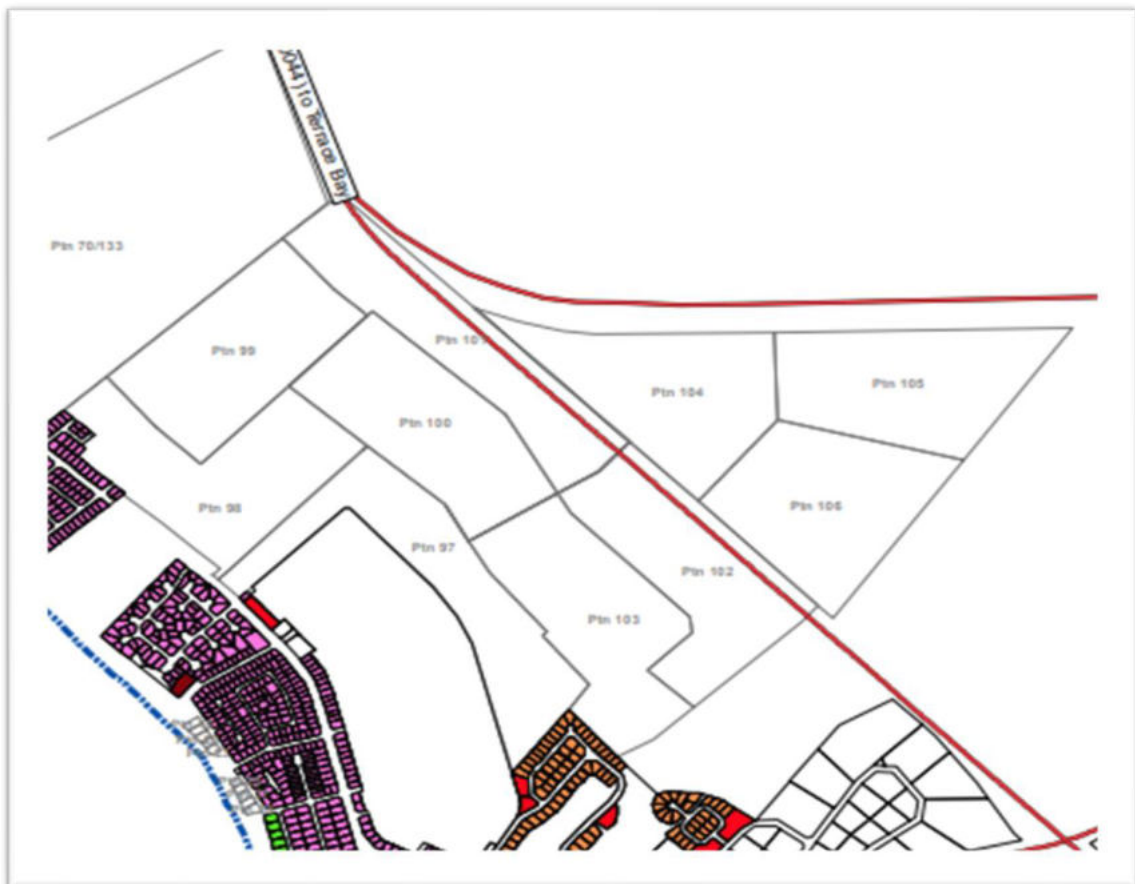 044) to Terrace Bay
Ptn 70/133
Ptn 99
Ptn 101
Ptn 104
Ptn 105
Ptn 100
Ptn 98
Ptn 106
Ptn 97
Ptn 102
Ptn 103